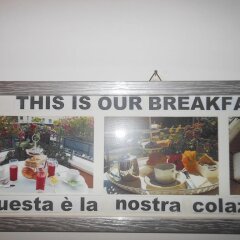 THIS IS OUR BREAKFA
uesta è la nostra colaz